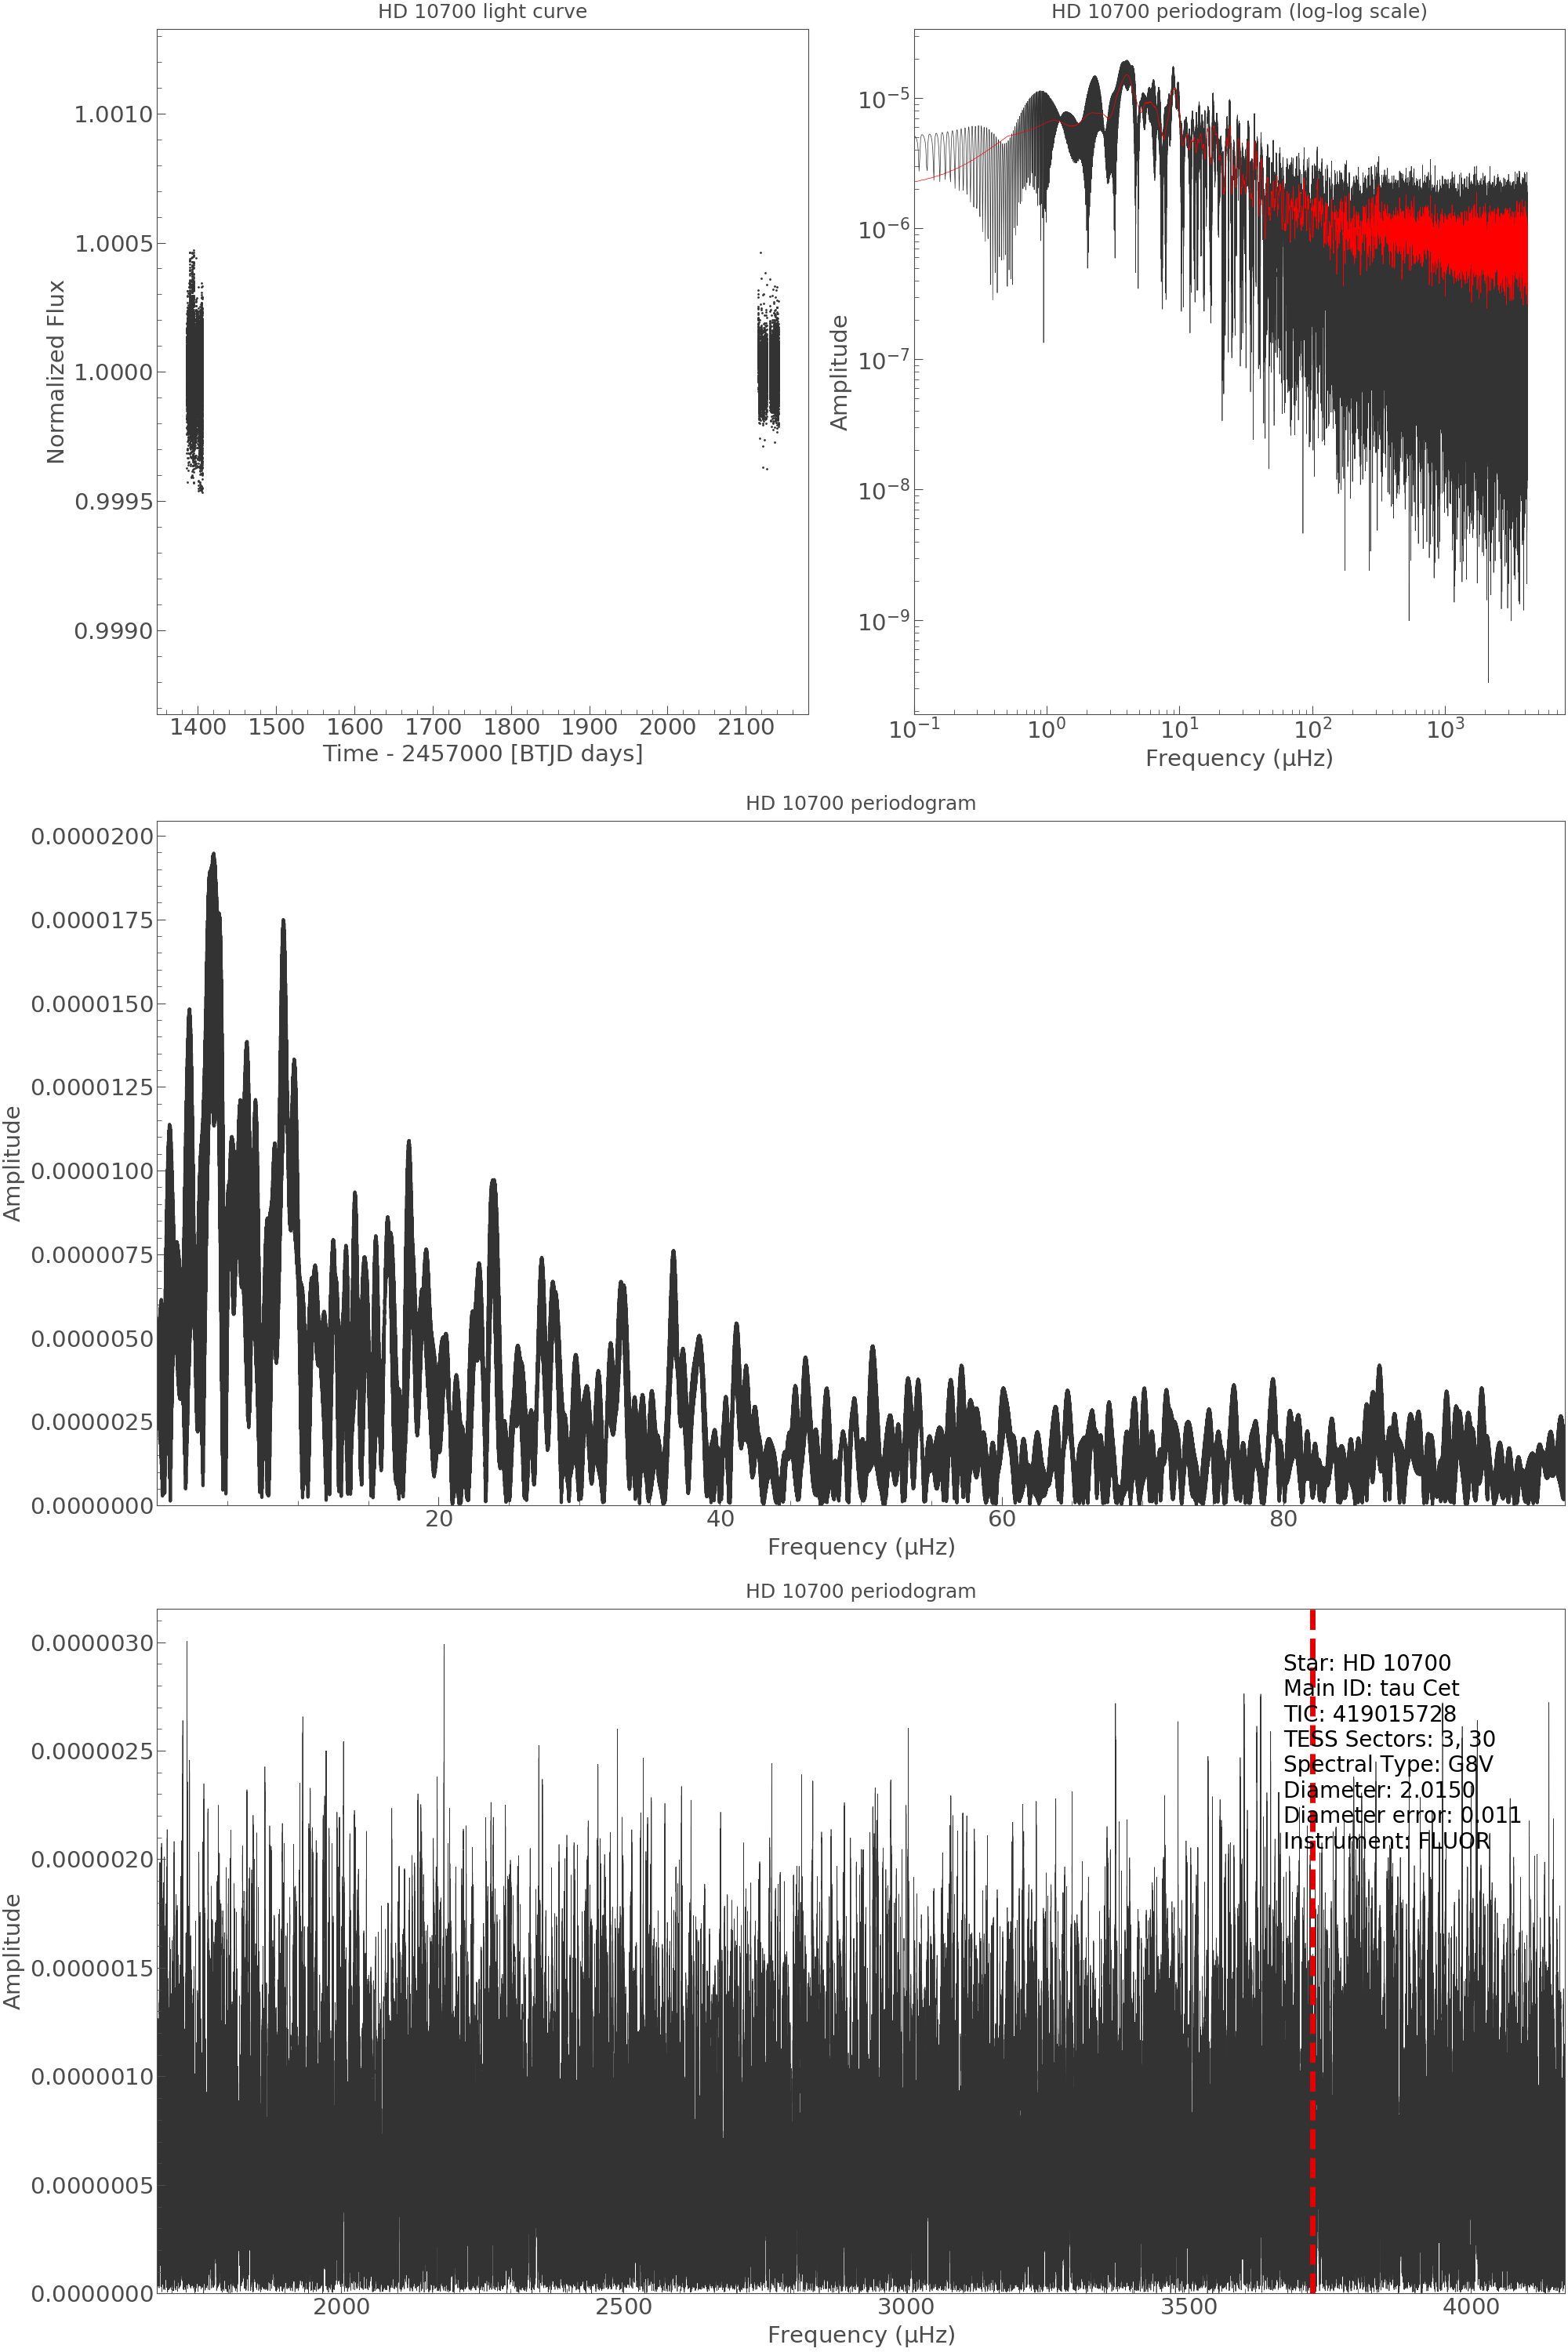 HD 10700 light curve
1.0010
1.0005
1.0000
0.9995
0.9990
Normalized Flux
1400 1500 1600 1700 1800 1900 2000 2100
Time - 2457000 [BTJD days]
HD 10700 periodogram (log-log scale)
10⁻⁵
10⁻⁶
10⁻⁷
10⁻⁸
10⁻⁹
Amplitude
10⁻¹ 10⁰ 10¹ 10² 10³
Frequency (µHz)
HD 10700 periodogram
0.0000200
0.0000175
0.0000150
0.0000125
0.0000100
0.0000075
0.0000050
0.0000025
0.0000000
Amplitude
20 40 60 80
Frequency (µHz)
HD 10700 periodogram
0.0000030
0.0000025
0.0000020
0.0000015
0.0000010
0.0000005
0.0000000
Amplitude
Star: HD 10700
Main ID: tau Cet
TIC: 419015728
TESS Sectors: 3, 30
Spectral Type: G8V
Diameter: 2.0150
Diameter error: 0.011
Instrument: FLUOR
2000 2500 3000 3500 4000
Frequency (µHz)